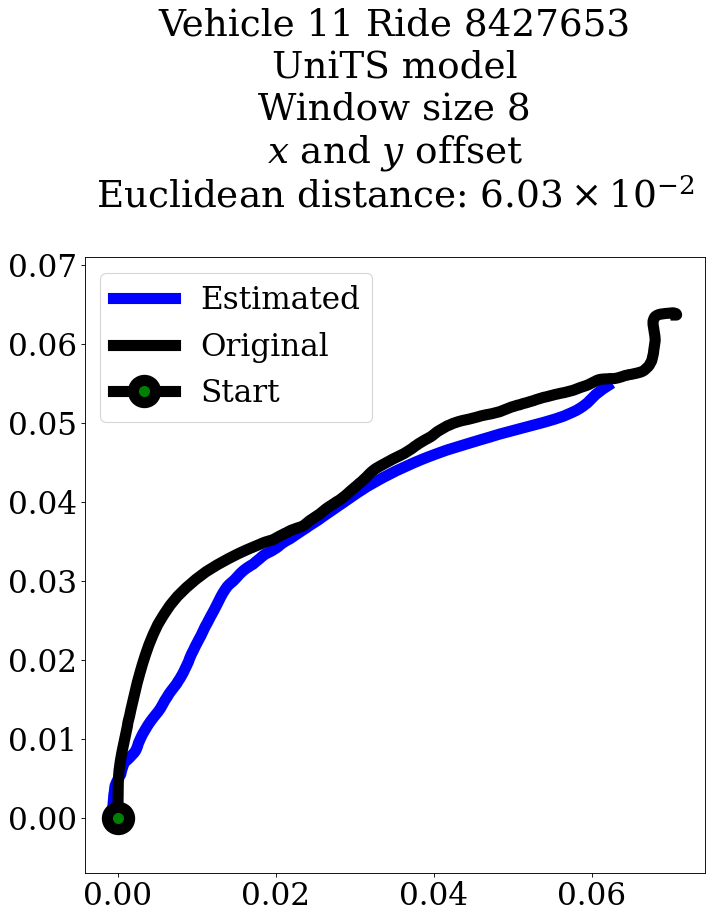 Vehicle 11 Ride 8427653
UniTS model
Window size 8
x and y offset
Euclidean distance: 6.03 × 10⁻²
0.07
0.06
0.05
0.04
0.03
0.02
0.01
0.00
Estimated
Original
Start
0.00 0.02 0.04 0.06